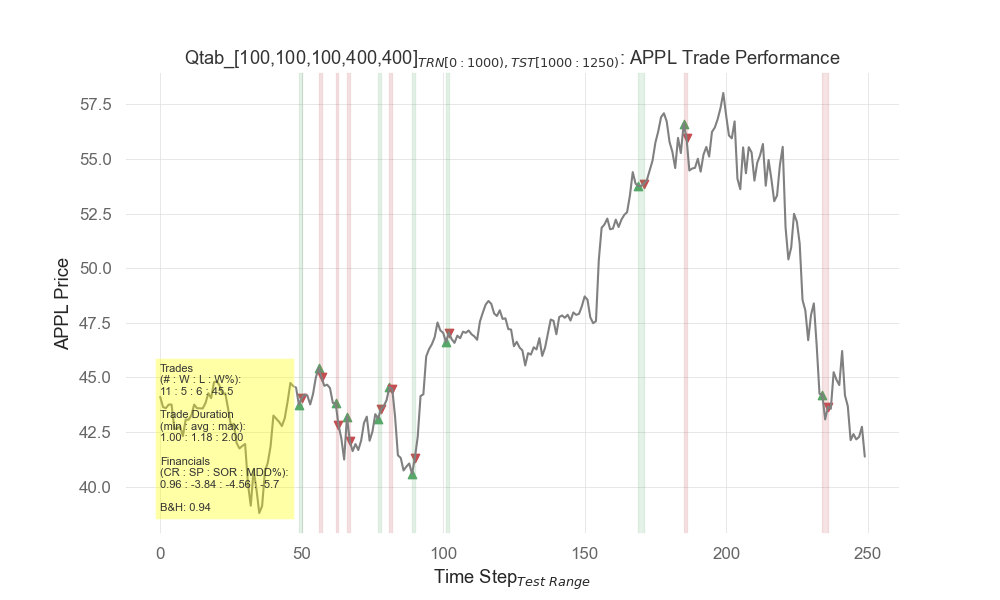 Qtab_[100,100,100,400,400]TRN[0:1000),TST[1000:1250): APPL Trade Performance
57.5
55.0
52.5
50.0
47.5
45.0
42.5
40.0
APPL Price
Trades
(# : W : L : W%):
11 : 5 : 6 : 45.5
Trade Duration
(min : avg : max):
1.00 : 1.18 : 2.00
Financials
(CR : SP : SOR : MDD%):
0.96 : -3.84 : -4.56 : -5.7
B&H: 0.94
0 50 100 150 200 250
Time StepTest Range